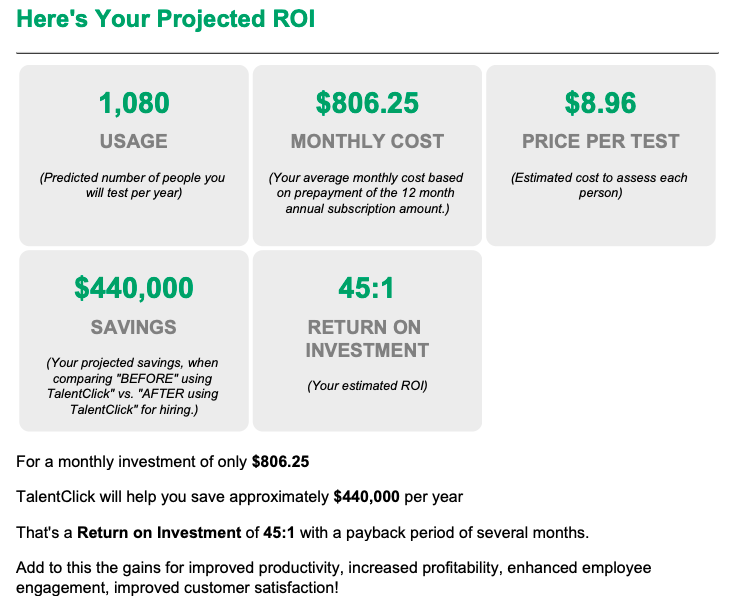 Here's Your Projected ROI
1,080
USAGE
(Predicted number of people you
will test per year)
$806.25
MONTHLY COST
(Your average monthly cost based
on prepayment of the 12 month
annual subscription amount.)
$8.96
PRICE PER TEST
(Estimated cost to assess each
person)
$440,000
SAVINGS
(Your projected savings, when
comparing "BEFORE" using
TalentClick" vs. "AFTER using
TalentClick" for hiring.)
45:1
RETURN ON
INVESTMENT
(Your estimated ROI)
For a monthly investment of only $806.25
TalentClick will help you save approximately $440,000 per year
That's a Return on Investment of 45:1 with a payback period of several months.
Add to this the gains for improved productivity, increased profitability, enhanced employee
engagement, improved customer satisfaction!